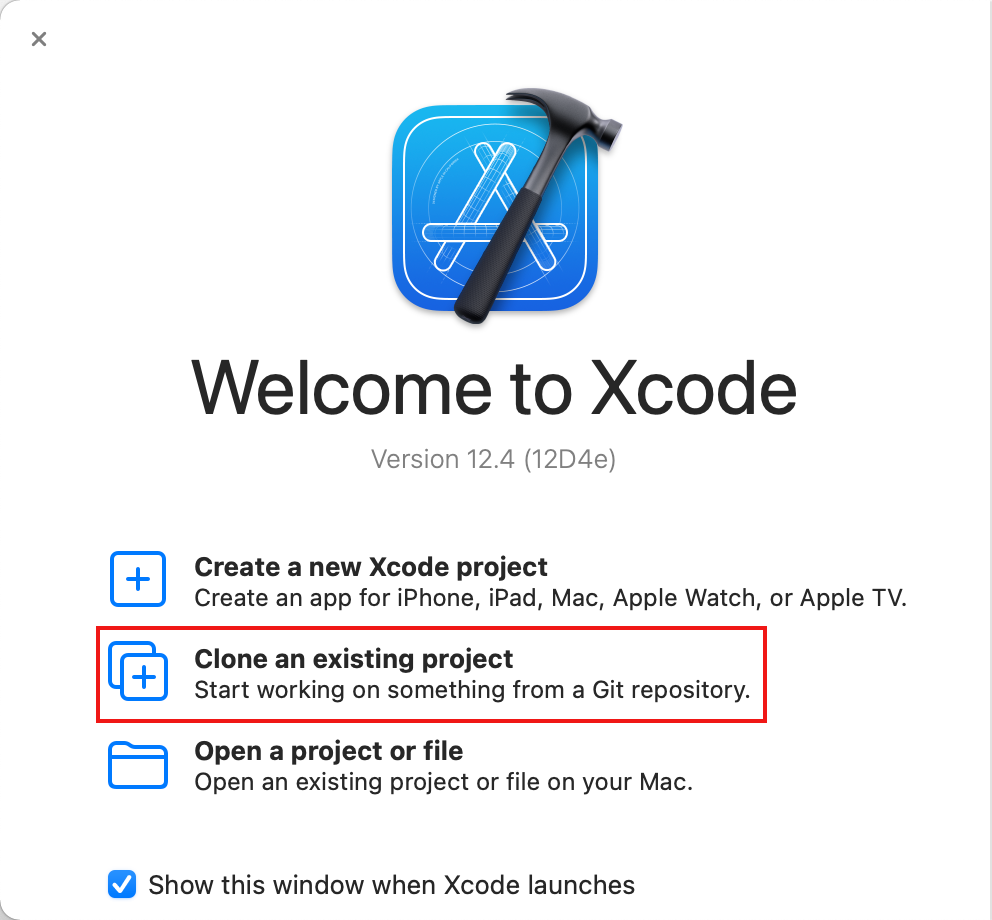 Welcome to Xcode
Version 12.4 (12D4e)
Create a new Xcode project
Create an app for iPhone, iPad, Mac, Apple Watch, or Apple TV.
Clone an existing project
Start working on something from a Git repository.
Open a project or file
Open an existing project or file on your Mac.
Show this window when Xcode launches